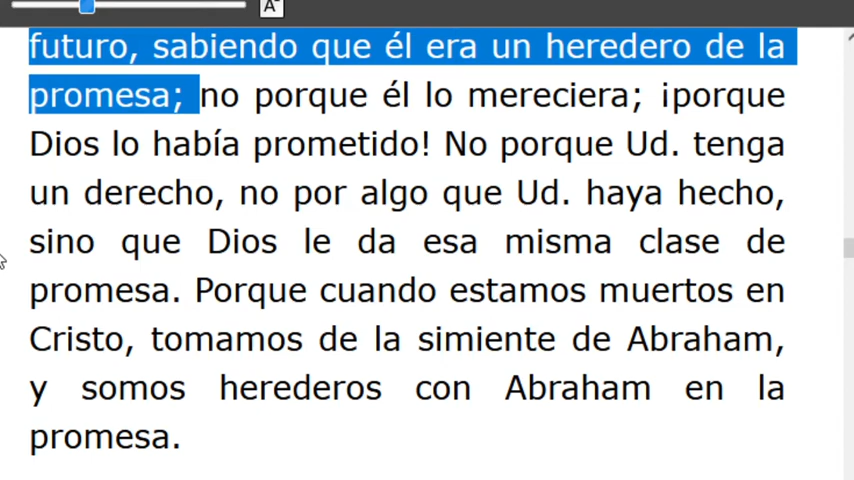 A
futuro, sabiendo que él era un heredero de la
promesa; no porque él lo mereciera; ¡porque
Dios lo había prometido! No porque Ud. tenga
un derecho, no por algo que Ud. haya hecho,
sino que Dios le da esa misma clase de
promesa. Porque cuando estamos muertos en
Cristo, tomamos de la simiente de Abraham,
y somos herederos con Abraham en la
promesa.